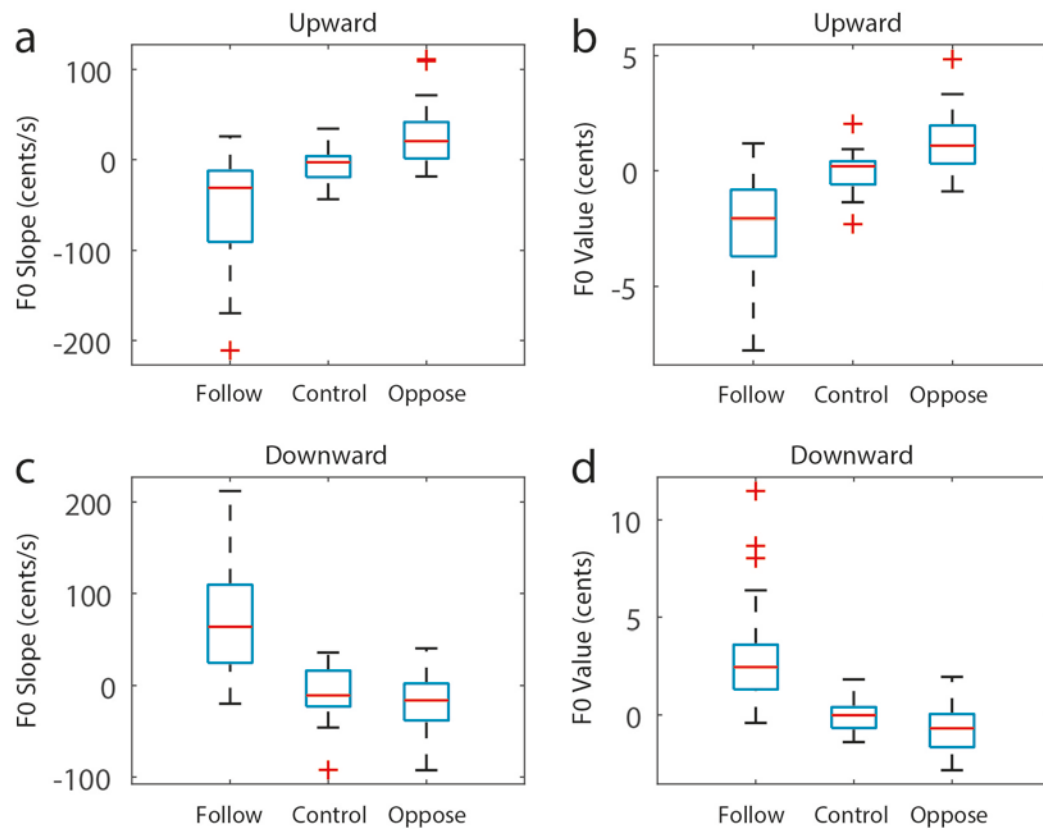 a
Upward
F0 Slope (cents/s)
100
0
-100
-200
Follow
Control
Oppose
b
Upward
F0 Value (cents)
5
0
-5
Follow
Control
Oppose
c
Downward
F0 Slope (cents/s)
200
100
0
-100
Follow
Control
Oppose
d
Downward
F0 Value (cents)
10
5
0
Follow
Control
Oppose